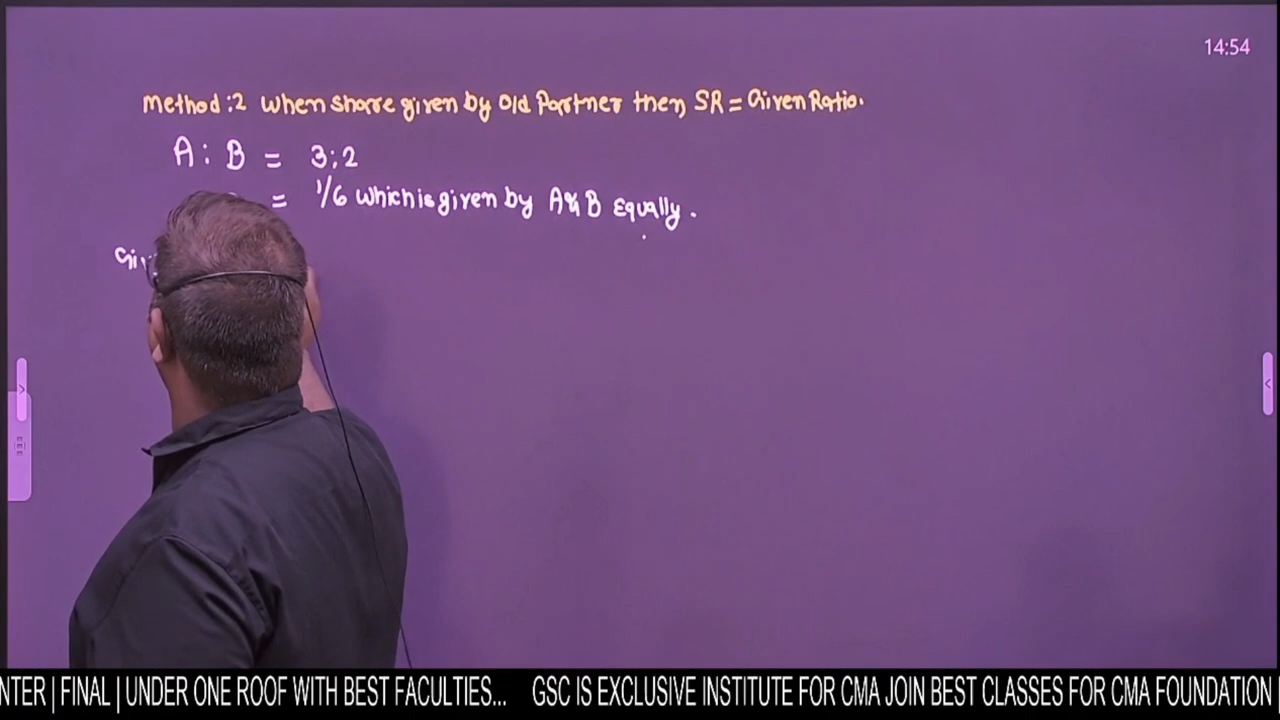 14:54
Method:2 When share given by Old Partner then SR = Given Ratio.
A : B = 3:2
= 1/6 which is given by A & B Equally.
NTER | FINAL | UNDER ONE ROOF WITH BEST FACULTIES... GSC IS EXCLUSIVE INSTITUTE FOR CMA JOIN BEST CLASSES FOR CMA FOUNDATION